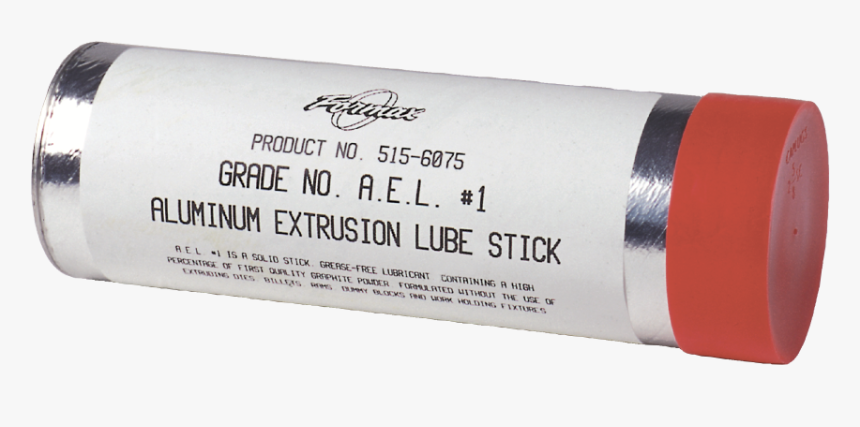 Formax
PRODUCT NO. 515-6075
GRADE NO. A.E.L. #1
ALUMINUM EXTRUSION LUBE STICK
A.E.L. #1 IS A SOLID STICK. GREASE-FREE LUBRICANT CONTAINING A HIGH
PERCENTAGE OF FIRST QUALITY GRAPHITE POWDER. FORMULATED WITHOUT THE USE OF
EXTRUDING DIES. BILLETS. RAMS. DUMMY BLOCKS AND WORK HOLDING FIXTURES